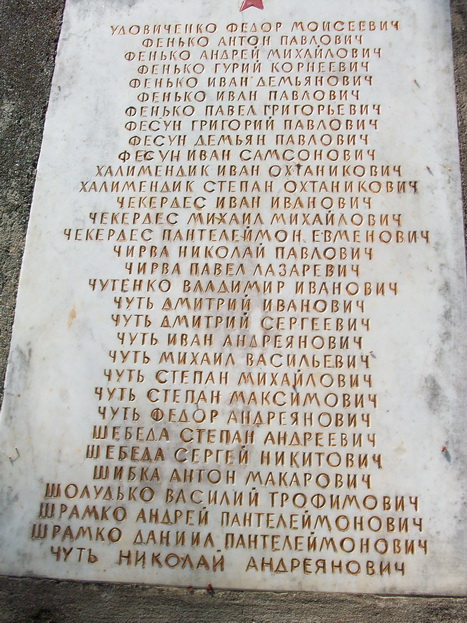 УДОВИЧЕНКО ФЕДОР МОИСЕЕВИЧ
ФЕНЬКО АНТОН ПАВЛОВИЧ
ФЕНЬКО АНДРЕЙ МИХАЙЛОВИЧ
ФЕНЬКО ГУРИЙ КОРНЕЕВИЧ
ФЕНЬКО ИВАН ДЕМЬЯНОВИЧ
ФЕНЬКО ИВАН ПАВЛОВИЧ
ФЕНЬКО ПАВЕЛ ГРИГОРЬЕВИЧ
ФЕСУН ГРИГОРИЙ ПАВЛОВИЧ
ФЕСУН ДЕМЬЯН ПАВЛОВИЧ
ФЕСУН ИВАН САМСОНОВИЧ
ХАЛИМЕНДИК ИВАН ОХТАНИКОВИЧ
ХАЛИМЕНДИК СТЕПАН ОХТАНИКОВИЧ
ЧЕКЕРДЕС ИВАН ИВАНОВИЧ
ЧЕКЕРДЕС МИХАИЛ МИХАЙЛОВИЧ
ЧЕКЕРДЕС ПАНТЕЛЕЙМОН ЕВМЕНОВИЧ
ЧИРВА НИКОЛАЙ ПАВЛОВИЧ
ЧИРВА ПАВЕЛ ЛАЗАРЕВИЧ
ЧУТЕНКО ВЛАДИМИР ИВАНОВИЧ
ЧУТЬ ДМИТРИЙ ИВАНОВИЧ
ЧУТЬ ДМИТРИЙ СЕРГЕЕВИЧ
ЧУТЬ ИВАН АНДРЕЯНОВИЧ
ЧУТЬ МИХАИЛ ВАСИЛЬЕВИЧ
ЧУТЬ СТЕПАН МИХАЙЛОВИЧ
ЧУТЬ СТЕПАН МАКСИМОВИЧ
ЧУТЬ ФЕДОР АНДРЕЯНОВИЧ
ШЕБЕДА СТЕПАН АНДРЕЕВИЧ
ШЕБЕДА СЕРГЕЙ НИКИТОВИЧ
ШИБКА АНТОН МАКАРОВИЧ
ШОЛУДЬКО ВАСИЛИЙ ТРОФИМОВИЧ
ШРАМКО АНДРЕЙ ПАНТЕЛЕЙМОНОВИЧ
ШРАМКО ДАНИИЛ ПАНТЕЛЕЙМОНОВИЧ
ЧУТЬ НИКОЛАЙ АНДРЕЯНОВИЧ